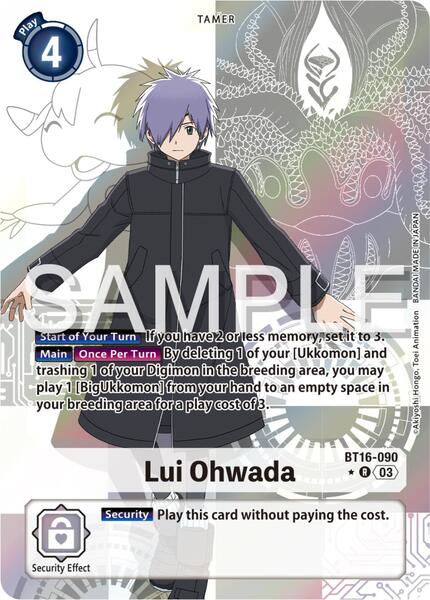 Play
4
TAMER
SAMPLE
Start of Your Turn If you have 2 or less memory, set it to 3.
Main Once Per Turn By deleting 1 of your [Ukkomon] and
trashing 1 of your Digimon in the breeding area, you may
play 1 [BigUkkomon] from your hand to an empty space in
your breeding area for a play cost of 3.
©Akiyoshi Hongo, Toei Animation BANDAI MADE IN JAPAN
BT16-090
Lui Ohwada
★ R 03
Security Play this card without paying the cost.
Security Effect